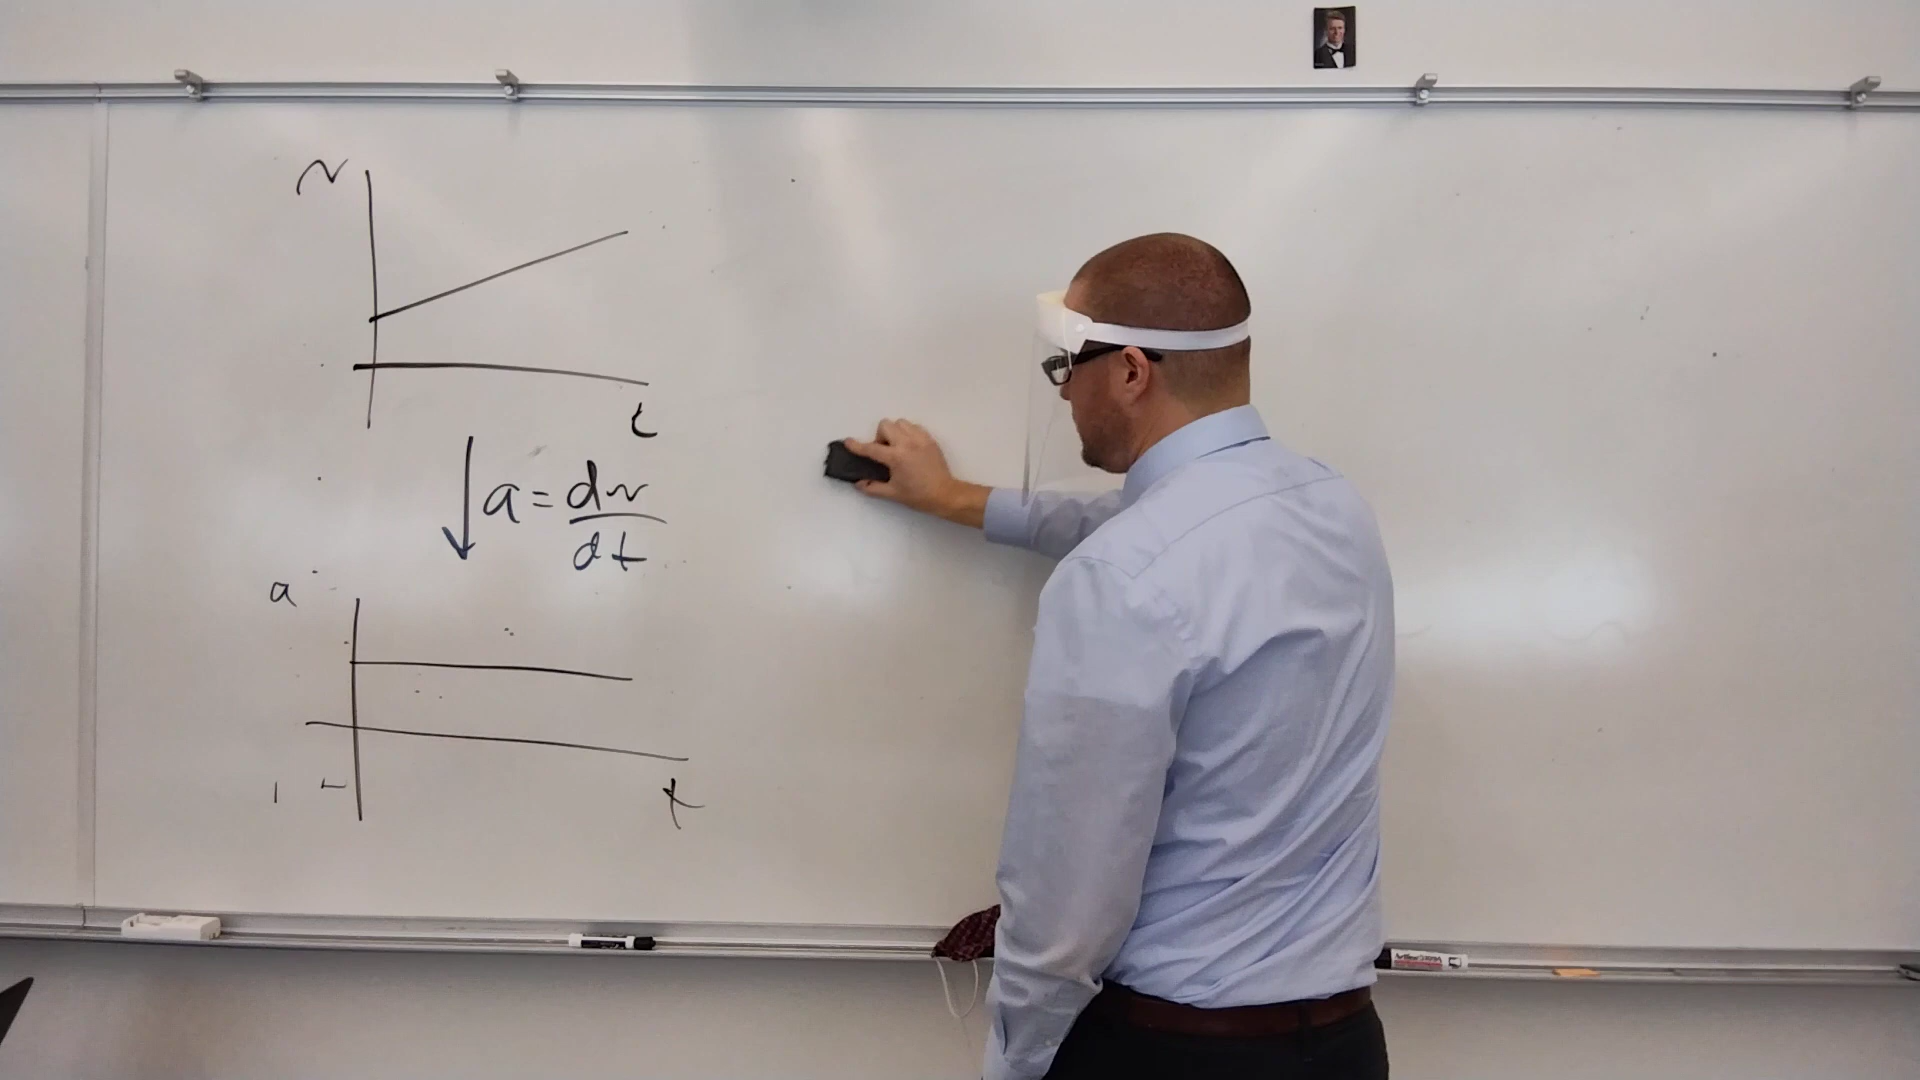 v
t
a = dv
dt
a
t